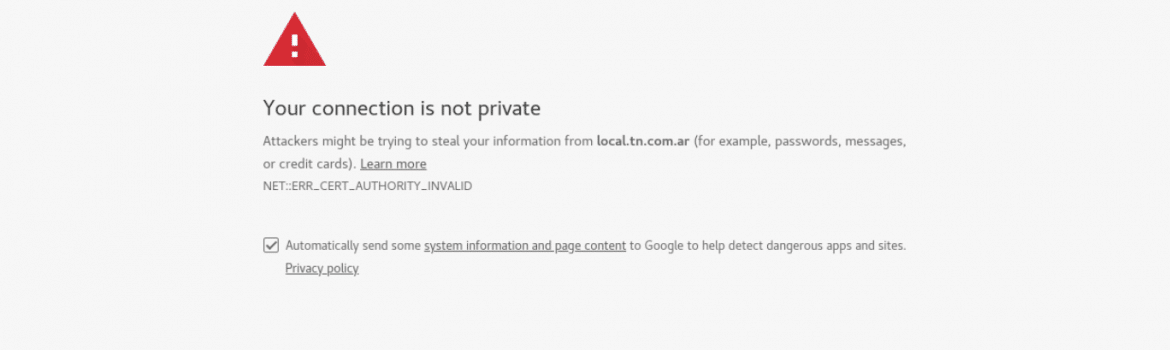 Your connection is not private
Attackers might be trying to steal your information from local.tn.com.ar (for example, passwords, messages,
or credit cards). Learn more
NET::ERR_CERT_AUTHORITY_INVALID
Automatically send some system information and page content to Google to help detect dangerous apps and sites.
Privacy policy